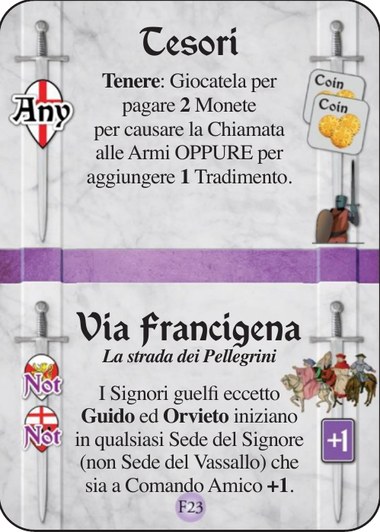 Tesori
Any
Tenere: Giocatela per
pagare 2 Monete
per causare la Chiamata
alle Armi OPPURE per
aggiungere 1 Tradimento.
Coin
Coin
Via Francigena
La strada dei Pellegrini
Not
Not
I Signori guelfi eccetto
Guido ed Orvieto iniziano
in qualsiasi Sede del Signore
(non Sede del Vassallo) che
sia a Comando Amico +1.
+1
F23